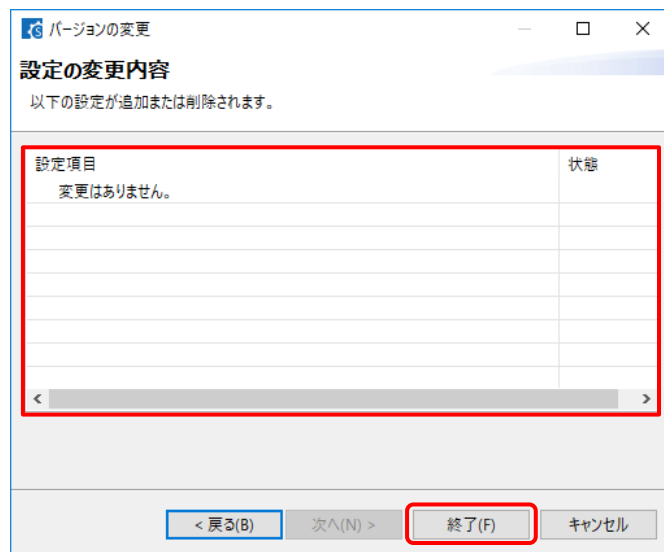 バージョンの変更
設定の変更内容
以下の設定が追加または削除されます。
設定項目 状態
変更はありません。
< 戻る(B) 次へ(N) > 終了(F) キャンセル